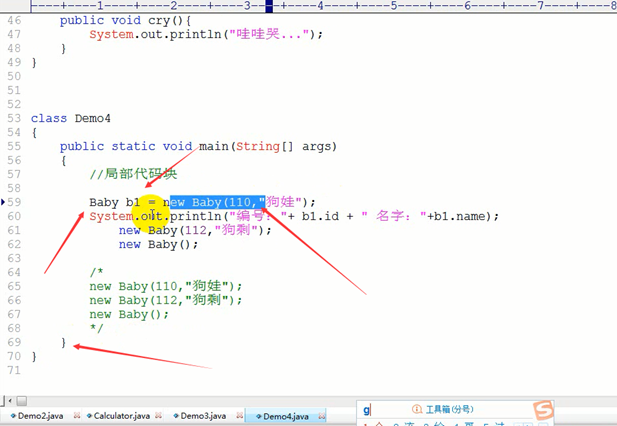 ----+----1----+----2----+----3----+----4----+----5----+----6----+----7----+----8
46 public void cry(){
47 System.out.println("哇哇哭...");
48 }
49 }
50
51
52
53 class Demo4
54 {
55 public static void main(String[] args)
56 {
57 //局部代码块
58
59 Baby b1 = new Baby(110,"狗娃");
60 System.out.println("编号："+ b1.id + " 名字："+b1.name);
61 new Baby(112,"狗剩");
62 new Baby();
63
64 /*
65 new Baby(110,"狗娃");
66 new Baby(112,"狗剩");
67 new Baby();
68 */
69 }
70 }
71
Demo2.java Calculator.java Demo3.java Demo4.java
g 工具箱(分号)